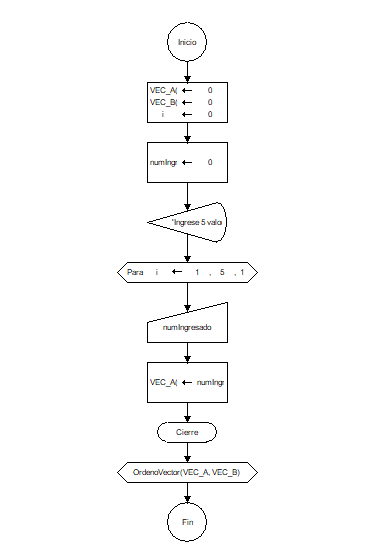 Inicio
VEC_A( ← 0
VEC_B( ← 0
i ← 0
numIngr ← 0
'Ingrese 5 valo
Para i ← 1 , 5 , 1
numIngresado
VEC_A( ← numIngr
Cierre
OrdenoVector(VEC_A, VEC_B)
Fin